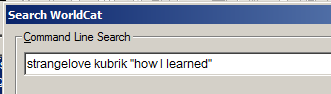 Search WorldCat
Command Line Search
strangelove kubrik "how I learned"